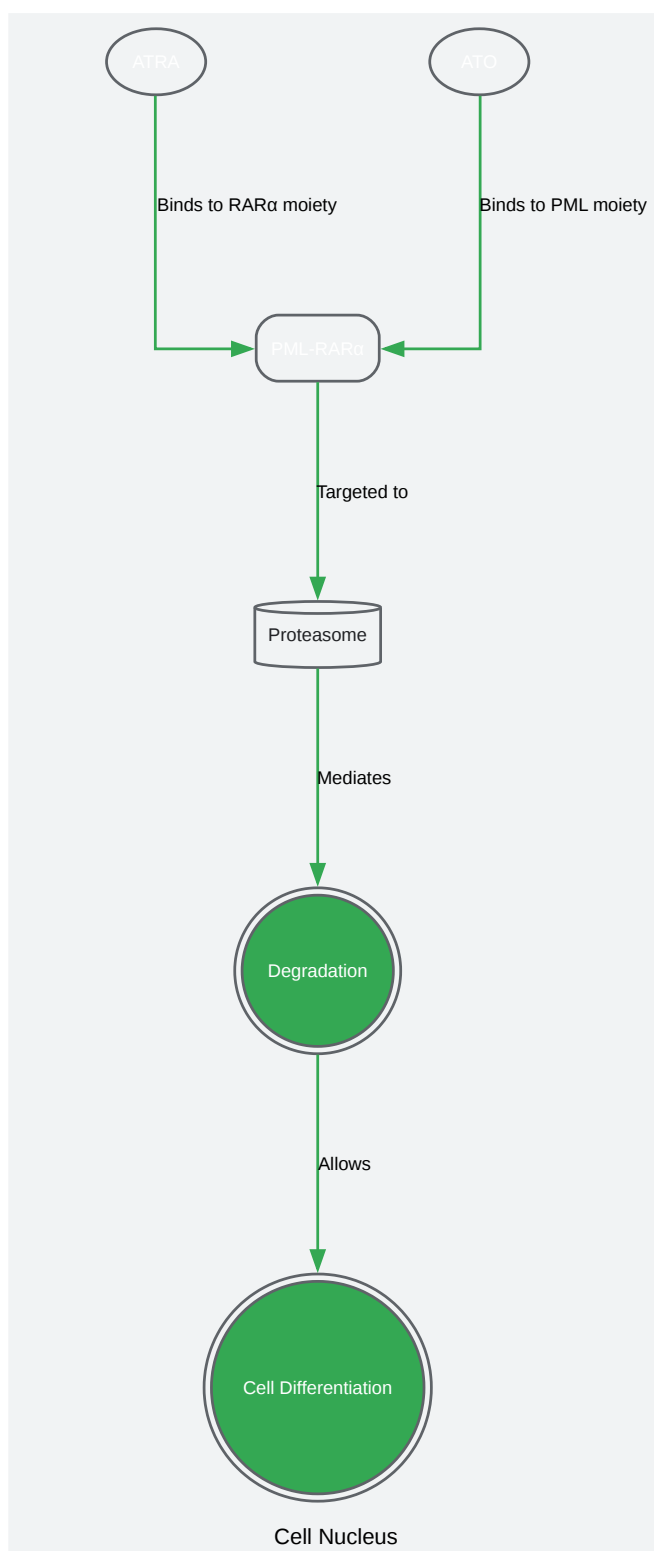 ATRA
ATO
Binds to RARα moiety
Binds to PML moiety
PML-RARα
Targeted to
Proteasome
Mediates
Degradation
Allows
Cell Differentiation
Cell Nucleus